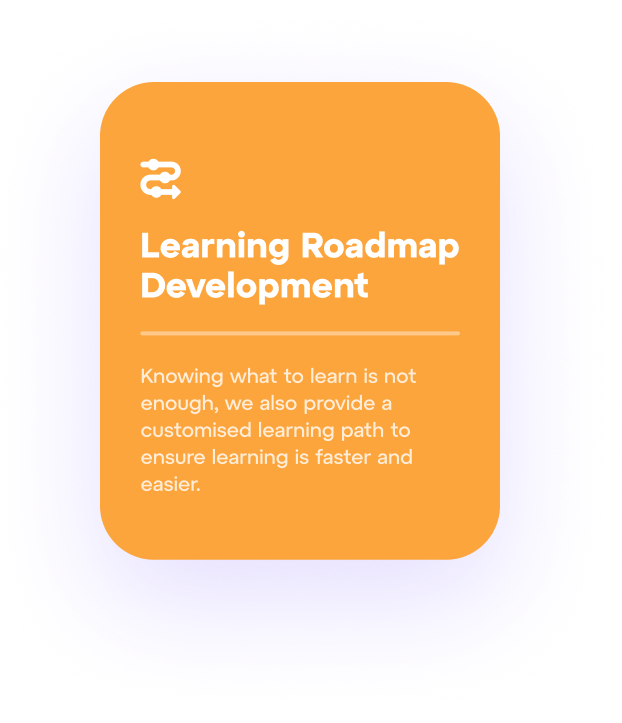 Learning Roadmap
Development
Knowing what to learn is not
enough, we also provide a
customised learning path to
ensure learning is faster and
easier.